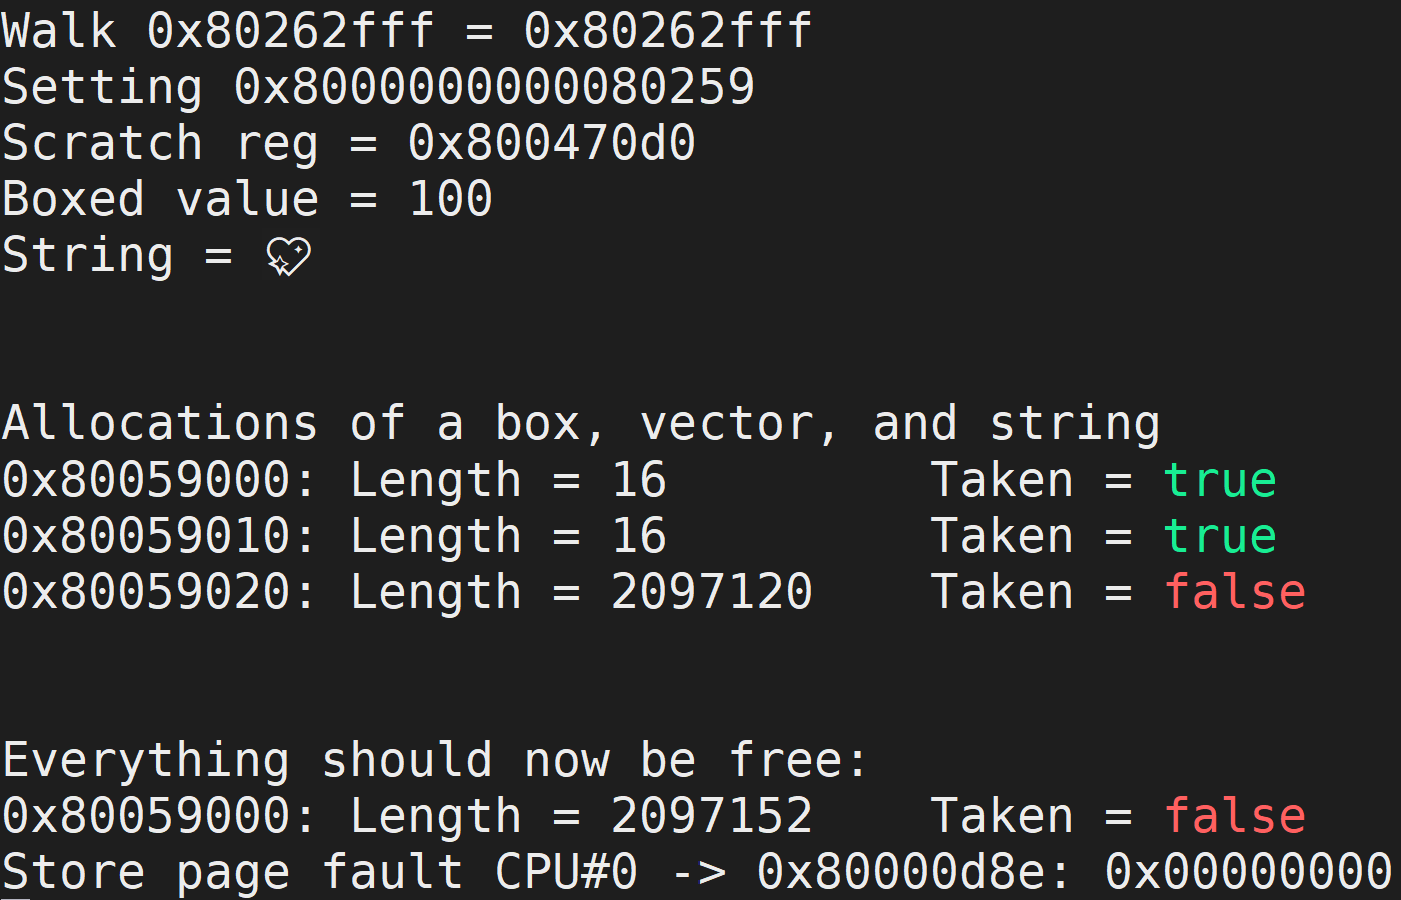 Walk 0x80262fff = 0x80262fff
Setting 0x8000000000080259
Scratch reg = 0x800470d0
Boxed value = 100
String = 💖
Allocations of a box, vector, and string
0x80059000: Length = 16 Taken = true
0x80059010: Length = 16 Taken = true
0x80059020: Length = 2097120 Taken = false
Everything should now be free:
0x80059000: Length = 2097152 Taken = false
Store page fault CPU#0 -> 0x80000d8e: 0x00000000